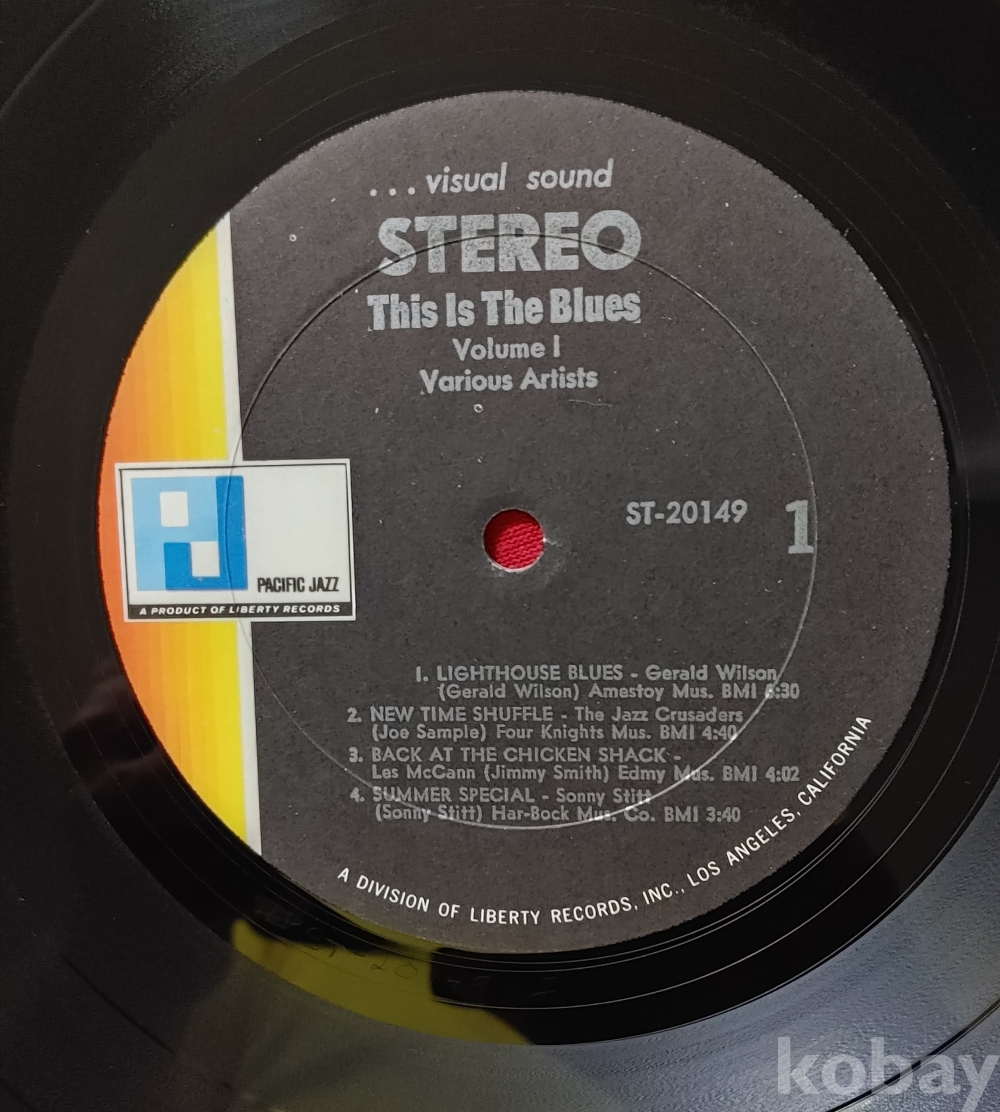 ...visual sound
STEREO
This Is The Blues
Volume I
Various Artists
ST-20149
1
PJ
PACIFIC JAZZ
A PRODUCT OF LIBERTY RECORDS
1. LIGHTHOUSE BLUES - Gerald Wilson
(Gerald Wilson) Amestoy Mus. BMI 6:30
2. NEW TIME SHUFFLE - The Jazz Crusaders
(Joe Sample) Four Knights Mus. BMI 4:40
3. BACK AT THE CHICKEN SHACK -
Les McCann (Jimmy Smith) Edmy Mus. BMI 4:02
4. SUMMER SPECIAL - Sonny Stitt
(Sonny Stitt) Har-Bock Mus. Co. BMI 3:40
A DIVISION OF LIBERTY RECORDS, INC., LOS ANGELES, CALIFORNIA
kobay